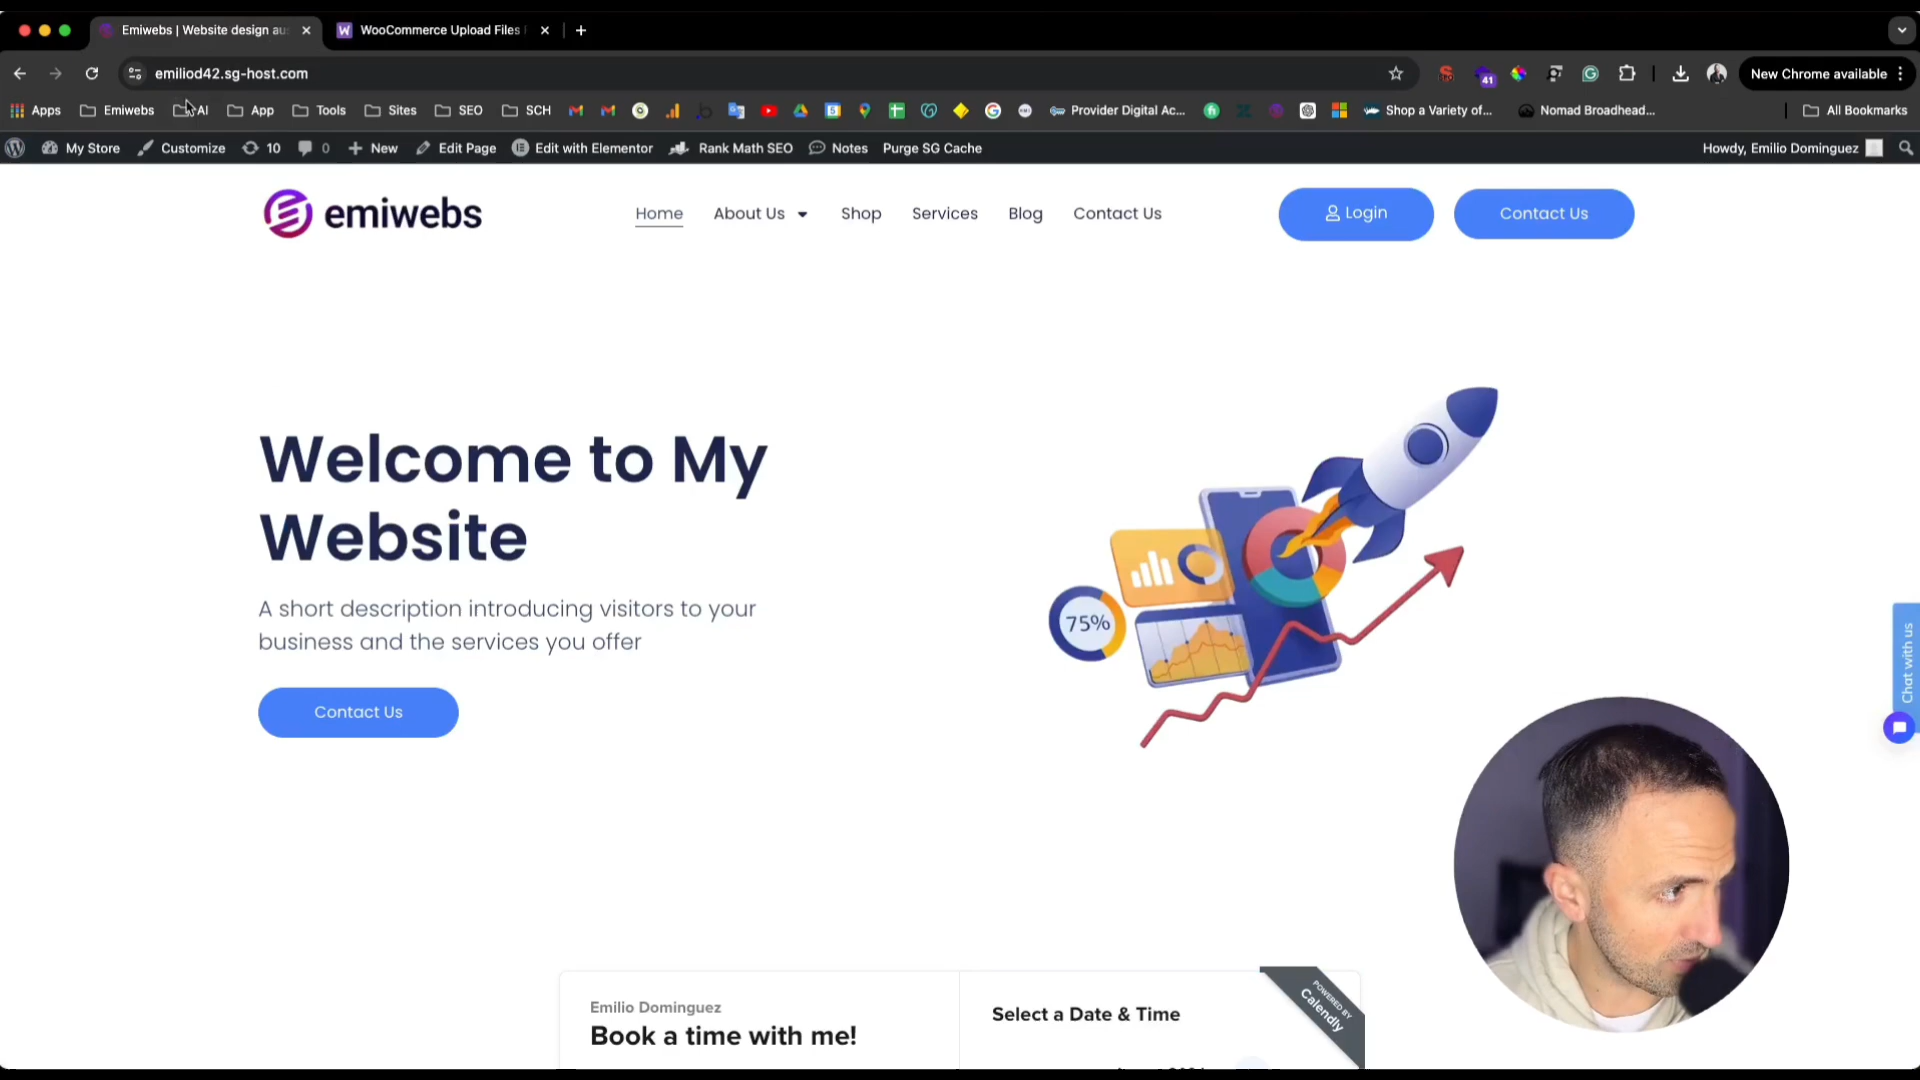 Emiwebs | Website design au
WooCommerce Upload Files
emiliod42.sg-host.com
41
New Chrome available
Apps
Emiwebs
AI
App
Tools
Sites
SEO
SCH
Provider Digital Ac...
Shop a Variety of...
Nomad Broadhead...
All Bookmarks
My Store
Customize
10
0
New
Edit Page
Edit with Elementor
Rank Math SEO
Notes
Purge SG Cache
Howdy, Emilio Dominguez
emiwebs
Home
About Us
Shop
Services
Blog
Contact Us
Login
Contact Us
Welcome to My
Website
A short description introducing visitors to your
business and the services you offer
Contact Us
75%
Chat with us
Emilio Dominguez
Book a time with me!
Select a Date & Time
POWERED BY
Calendly